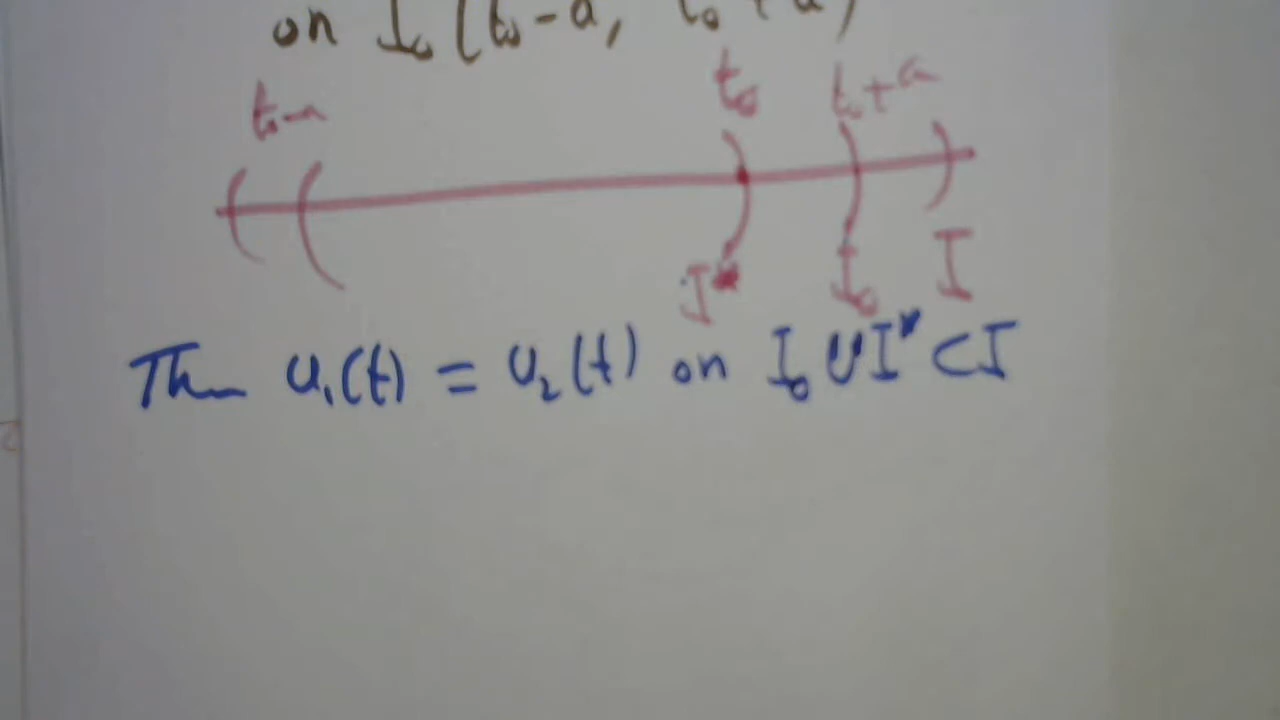 on I₀ (t₀-a, t₀+a)
t₀-a t₀ t₀+a
I* I₀ I
Then u₁(t) = u₂(t) on I₀ ∪ I* ⊂ I